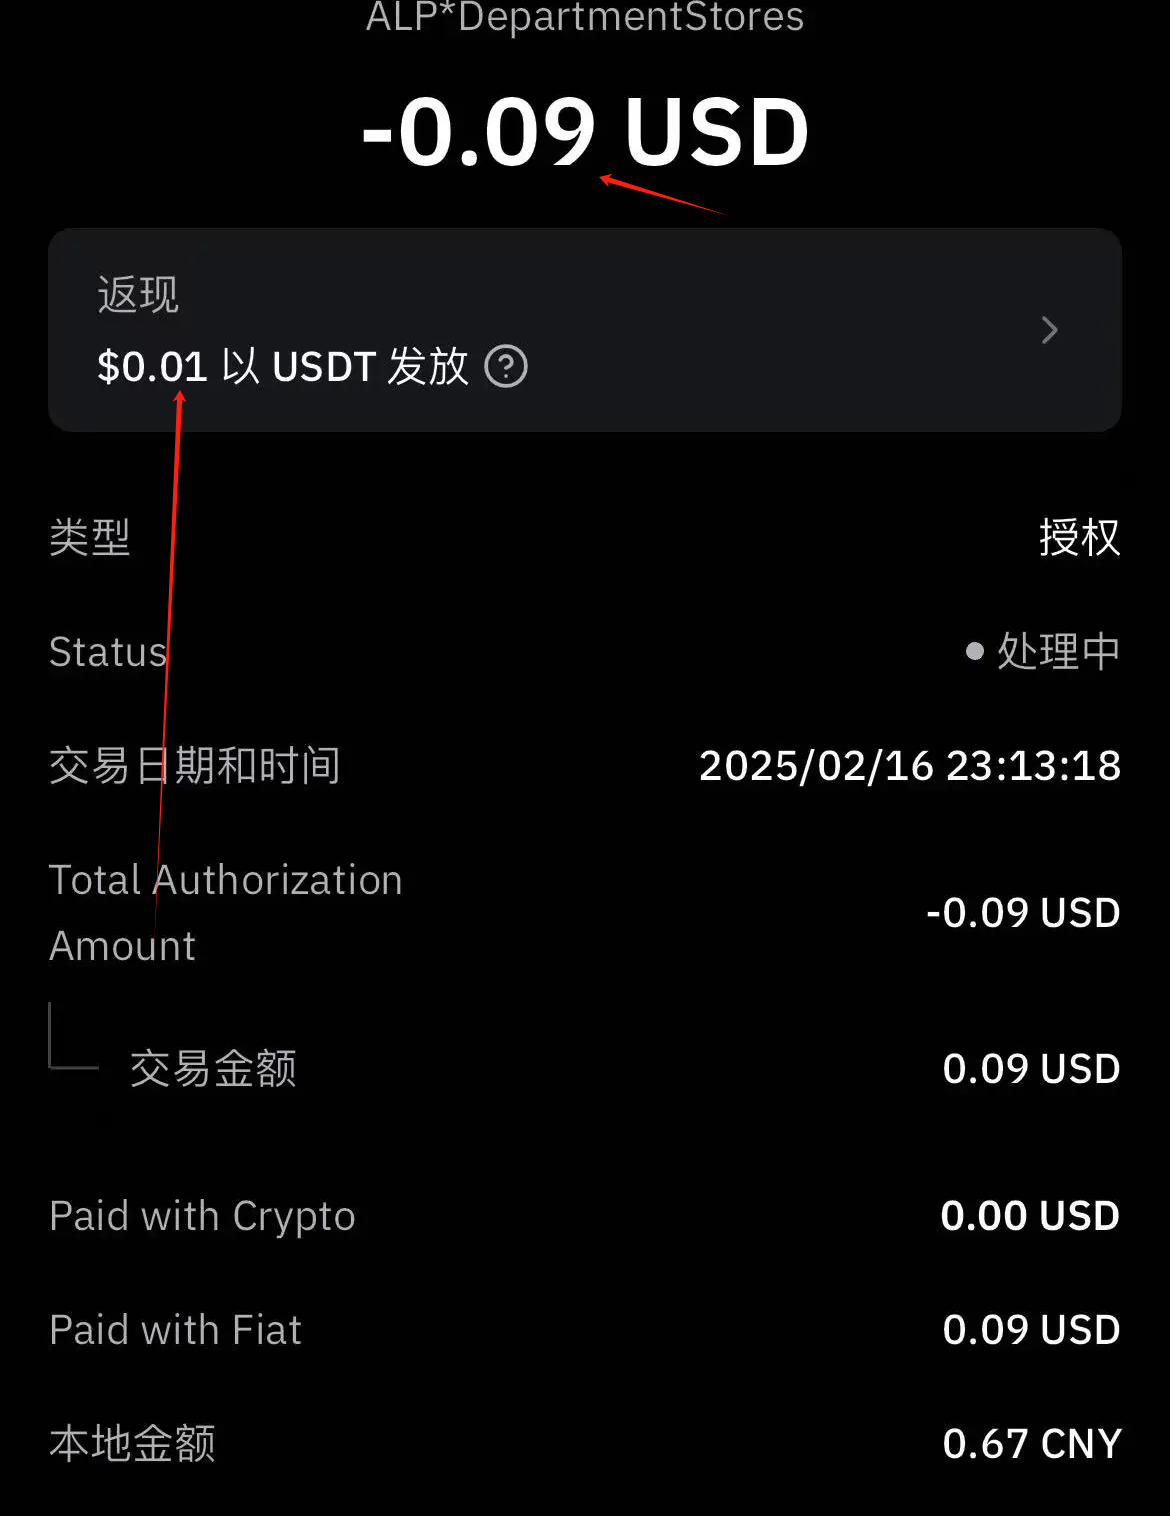 ALP*DepartmentStores
-0.09 USD
返现
$0.01 以 USDT 发放 ?
类型
授权
Status
处理中
交易日期和时间
2025/02/16 23:13:18
Total Authorization
Amount
-0.09 USD
交易金额
0.09 USD
Paid with Crypto
0.00 USD
Paid with Fiat
0.09 USD
本地金额
0.67 CNY